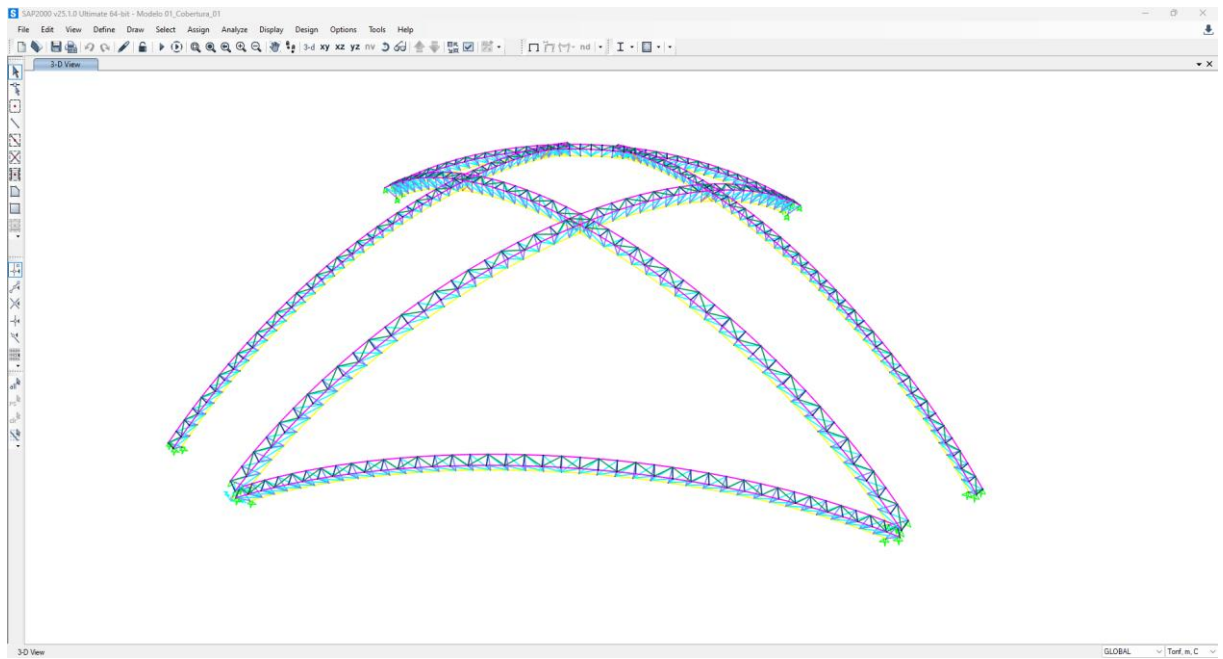 S SAP2000 v25.1.0 Ultimate 64-bit - Modelo 01_Cobertura_01
File Edit View Define Draw Select Assign Analyze Display Design Options Tools Help
3-d xy xz yz nv nd
3-D View
3-D View GLOBAL Tonf, m, C